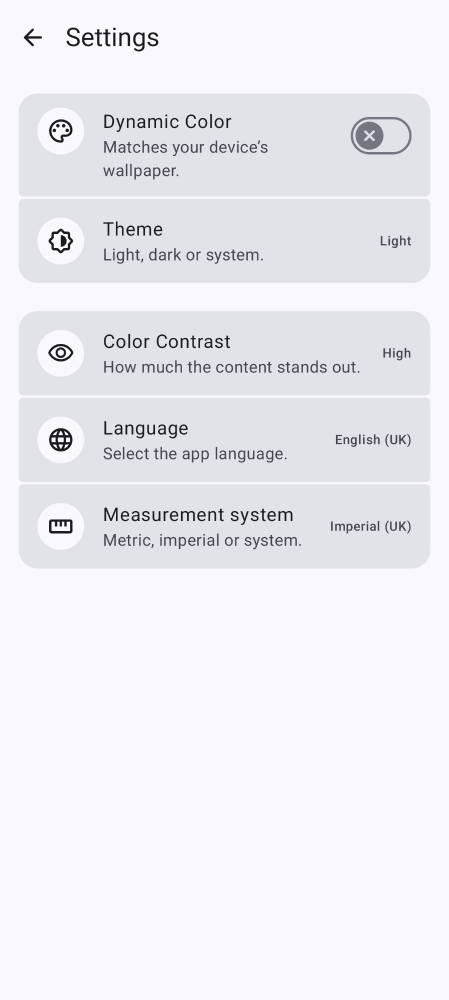 Settings
Dynamic Color
Matches your device's
wallpaper.
Theme
Light, dark or system.
Light
Color Contrast
How much the content stands out.
High
Language
Select the app language.
English (UK)
Measurement system
Metric, imperial or system.
Imperial (UK)